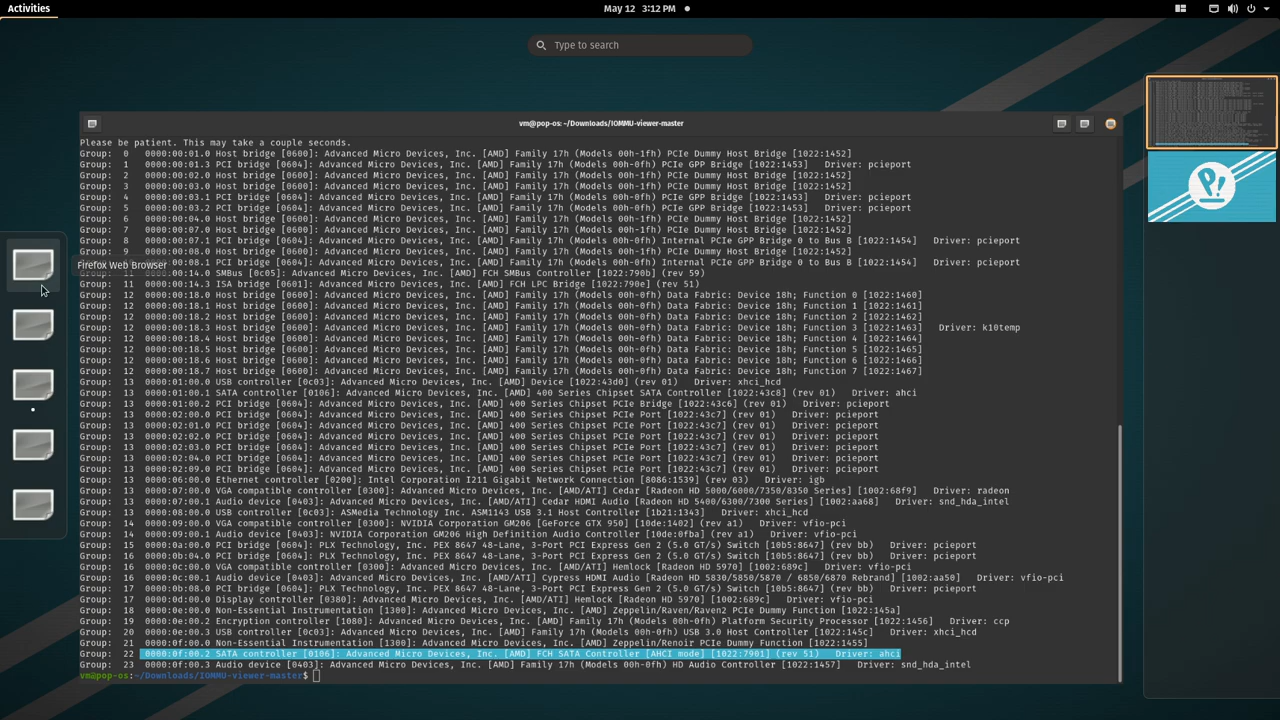 Activities
May 12 3:12 PM
Type to search
vm@pop-os: ~/Downloads/IOMMU-viewer-master
Please be patient. This may take a couple seconds.
Group: 0 0000:00:01.0 Host bridge [0600]: Advanced Micro Devices, Inc. [AMD] Family 17h (Models 00h-1fh) PCIe Dummy Host Bridge [1022:1452]
Group: 1 0000:00:01.3 PCI bridge [0604]: Advanced Micro Devices, Inc. [AMD] Family 17h (Models 00h-0fh) PCIe GPP Bridge [1022:1453] Driver: pcieport
Group: 2 0000:00:02.0 Host bridge [0600]: Advanced Micro Devices, Inc. [AMD] Family 17h (Models 00h-1fh) PCIe Dummy Host Bridge [1022:1452]
Group: 3 0000:00:03.0 Host bridge [0600]: Advanced Micro Devices, Inc. [AMD] Family 17h (Models 00h-1fh) PCIe Dummy Host Bridge [1022:1452]
Group: 4 0000:00:03.1 PCI bridge [0604]: Advanced Micro Devices, Inc. [AMD] Family 17h (Models 00h-0fh) PCIe GPP Bridge [1022:1453] Driver: pcieport
Group: 5 0000:00:03.2 PCI bridge [0604]: Advanced Micro Devices, Inc. [AMD] Family 17h (Models 00h-0fh) PCIe GPP Bridge [1022:1453] Driver: pcieport
Group: 6 0000:00:04.0 Host bridge [0600]: Advanced Micro Devices, Inc. [AMD] Family 17h (Models 00h-1fh) PCIe Dummy Host Bridge [1022:1452]
Group: 7 0000:00:07.0 Host bridge [0600]: Advanced Micro Devices, Inc. [AMD] Family 17h (Models 00h-1fh) PCIe Dummy Host Bridge [1022:1452]
Group: 8 0000:00:07.1 PCI bridge [0604]: Advanced Micro Devices, Inc. [AMD] Family 17h (Models 00h-0fh) Internal PCIe GPP Bridge 0 to Bus B [1022:1454] Driver: pcieport
Group: 9 0000:00:08.0 Host bridge [0600]: Advanced Micro Devices, Inc. [AMD] Family 17h (Models 00h-1fh) PCIe Dummy Host Bridge [1022:1452]
Firefox Web Browser
00:08.1 PCI bridge [0604]: Advanced Micro Devices, Inc. [AMD] Family 17h (Models 00h-0fh) Internal PCIe GPP Bridge 0 to Bus B [1022:1454] Driver: pcieport
Group: 11 0000:00:14.0 SMBus [0c05]: Advanced Micro Devices, Inc. [AMD] FCH SMBus Controller [1022:790b] (rev 59)
Group: 11 0000:00:14.3 ISA bridge [0601]: Advanced Micro Devices, Inc. [AMD] FCH LPC Bridge [1022:790e] (rev 51)
Group: 12 0000:00:18.0 Host bridge [0600]: Advanced Micro Devices, Inc. [AMD] Family 17h (Models 00h-0fh) Data Fabric: Device 18h; Function 0 [1022:1460]
Group: 12 0000:00:18.1 Host bridge [0600]: Advanced Micro Devices, Inc. [AMD] Family 17h (Models 00h-0fh) Data Fabric: Device 18h; Function 1 [1022:1461]
Group: 12 0000:00:18.2 Host bridge [0600]: Advanced Micro Devices, Inc. [AMD] Family 17h (Models 00h-0fh) Data Fabric: Device 18h; Function 2 [1022:1462]
Group: 12 0000:00:18.3 Host bridge [0600]: Advanced Micro Devices, Inc. [AMD] Family 17h (Models 00h-0fh) Data Fabric: Device 18h; Function 3 [1022:1463] Driver: k10temp
Group: 12 0000:00:18.4 Host bridge [0600]: Advanced Micro Devices, Inc. [AMD] Family 17h (Models 00h-0fh) Data Fabric: Device 18h; Function 4 [1022:1464]
Group: 12 0000:00:18.5 Host bridge [0600]: Advanced Micro Devices, Inc. [AMD] Family 17h (Models 00h-0fh) Data Fabric: Device 18h; Function 5 [1022:1465]
Group: 12 0000:00:18.6 Host bridge [0600]: Advanced Micro Devices, Inc. [AMD] Family 17h (Models 00h-0fh) Data Fabric: Device 18h; Function 6 [1022:1466]
Group: 12 0000:00:18.7 Host bridge [0600]: Advanced Micro Devices, Inc. [AMD] Family 17h (Models 00h-0fh) Data Fabric: Device 18h; Function 7 [1022:1467]
Group: 13 0000:01:00.0 USB controller [0c03]: Advanced Micro Devices, Inc. [AMD] Device [1022:43d0] (rev 01) Driver: xhci_hcd
Group: 13 0000:01:00.1 SATA controller [0106]: Advanced Micro Devices, Inc. [AMD] 400 Series Chipset SATA Controller [1022:43c8] (rev 01) Driver: ahci
Group: 13 0000:01:00.2 PCI bridge [0604]: Advanced Micro Devices, Inc. [AMD] 400 Series Chipset PCIe Bridge [1022:43c6] (rev 01) Driver: pcieport
Group: 13 0000:02:00.0 PCI bridge [0604]: Advanced Micro Devices, Inc. [AMD] 400 Series Chipset PCIe Port [1022:43c7] (rev 01) Driver: pcieport
Group: 13 0000:02:01.0 PCI bridge [0604]: Advanced Micro Devices, Inc. [AMD] 400 Series Chipset PCIe Port [1022:43c7] (rev 01) Driver: pcieport
Group: 13 0000:02:02.0 PCI bridge [0604]: Advanced Micro Devices, Inc. [AMD] 400 Series Chipset PCIe Port [1022:43c7] (rev 01) Driver: pcieport
Group: 13 0000:02:03.0 PCI bridge [0604]: Advanced Micro Devices, Inc. [AMD] 400 Series Chipset PCIe Port [1022:43c7] (rev 01) Driver: pcieport
Group: 13 0000:02:04.0 PCI bridge [0604]: Advanced Micro Devices, Inc. [AMD] 400 Series Chipset PCIe Port [1022:43c7] (rev 01) Driver: pcieport
Group: 13 0000:02:09.0 PCI bridge [0604]: Advanced Micro Devices, Inc. [AMD] 400 Series Chipset PCIe Port [1022:43c7] (rev 01) Driver: pcieport
Group: 13 0000:06:00.0 Ethernet controller [0200]: Intel Corporation I211 Gigabit Network Connection [8086:1539] (rev 03) Driver: igb
Group: 13 0000:07:00.0 VGA compatible controller [0300]: Advanced Micro Devices, Inc. [AMD/ATI] Cedar [Radeon HD 5000/6000/7350/8350 Series] [1002:68f9] Driver: radeon
Group: 13 0000:07:00.1 Audio device [0403]: Advanced Micro Devices, Inc. [AMD/ATI] Cedar HDMI Audio [Radeon HD 5400/6300/7300 Series] [1002:aa68] Driver: snd_hda_intel
Group: 13 0000:08:00.0 USB controller [0c03]: ASMedia Technology Inc. ASM1143 USB 3.1 Host Controller [1b21:1343] Driver: xhci_hcd
Group: 14 0000:09:00.0 VGA compatible controller [0300]: NVIDIA Corporation GM206 [GeForce GTX 950] [10de:1402] (rev a1) Driver: vfio-pci
Group: 14 0000:09:00.1 Audio device [0403]: NVIDIA Corporation GM206 High Definition Audio Controller [10de:0fba] (rev a1) Driver: vfio-pci
Group: 15 0000:0a:00.0 PCI bridge [0604]: PLX Technology, Inc. PEX 8647 48-Lane, 3-Port PCI Express Gen 2 (5.0 GT/s) Switch [10b5:8647] (rev bb) Driver: pcieport
Group: 16 0000:0b:04.0 PCI bridge [0604]: PLX Technology, Inc. PEX 8647 48-Lane, 3-Port PCI Express Gen 2 (5.0 GT/s) Switch [10b5:8647] (rev bb) Driver: pcieport
Group: 16 0000:0c:00.0 VGA compatible controller [0300]: Advanced Micro Devices, Inc. [AMD/ATI] Hemlock [Radeon HD 5970] [1002:689c] Driver: vfio-pci
Group: 16 0000:0c:00.1 Audio device [0403]: Advanced Micro Devices, Inc. [AMD/ATI] Cypress HDMI Audio [Radeon HD 5830/5850/5870 / 6850/6870 Rebrand] [1002:aa50] Driver: vfio-pci
Group: 17 0000:0b:08.0 PCI bridge [0604]: PLX Technology, Inc. PEX 8647 48-Lane, 3-Port PCI Express Gen 2 (5.0 GT/s) Switch [10b5:8647] (rev bb) Driver: pcieport
Group: 17 0000:0d:00.0 Display controller [0380]: Advanced Micro Devices, Inc. [AMD/ATI] Hemlock [Radeon HD 5970] [1002:689c] Driver: vfio-pci
Group: 18 0000:0e:00.0 Non-Essential Instrumentation [1300]: Advanced Micro Devices, Inc. [AMD] Zeppelin/Raven/Raven2 PCIe Dummy Function [1022:145a]
Group: 19 0000:0e:00.2 Encryption controller [1080]: Advanced Micro Devices, Inc. [AMD] Family 17h (Models 00h-0fh) Platform Security Processor [1022:1456] Driver: ccp
Group: 20 0000:0e:00.3 USB controller [0c03]: Advanced Micro Devices, Inc. [AMD] Family 17h (Models 00h-0fh) USB 3.0 Host Controller [1022:145c] Driver: xhci_hcd
Group: 21 0000:0f:00.0 Non-Essential Instrumentation [1300]: Advanced Micro Devices, Inc. [AMD] Zeppelin/Renoir PCIe Dummy Function [1022:1455]
Group: 22 0000:0f:00.2 SATA controller [0106]: Advanced Micro Devices, Inc. [AMD] FCH SATA Controller [AHCI mode] [1022:7901] (rev 51) Driver: ahci
Group: 23 0000:0f:00.3 Audio device [0403]: Advanced Micro Devices, Inc. [AMD] Family 17h (Models 00h-0fh) HD Audio Controller [1022:1457] Driver: snd_hda_intel
vm@pop-os:~/Downloads/IOMMU-viewer-master$